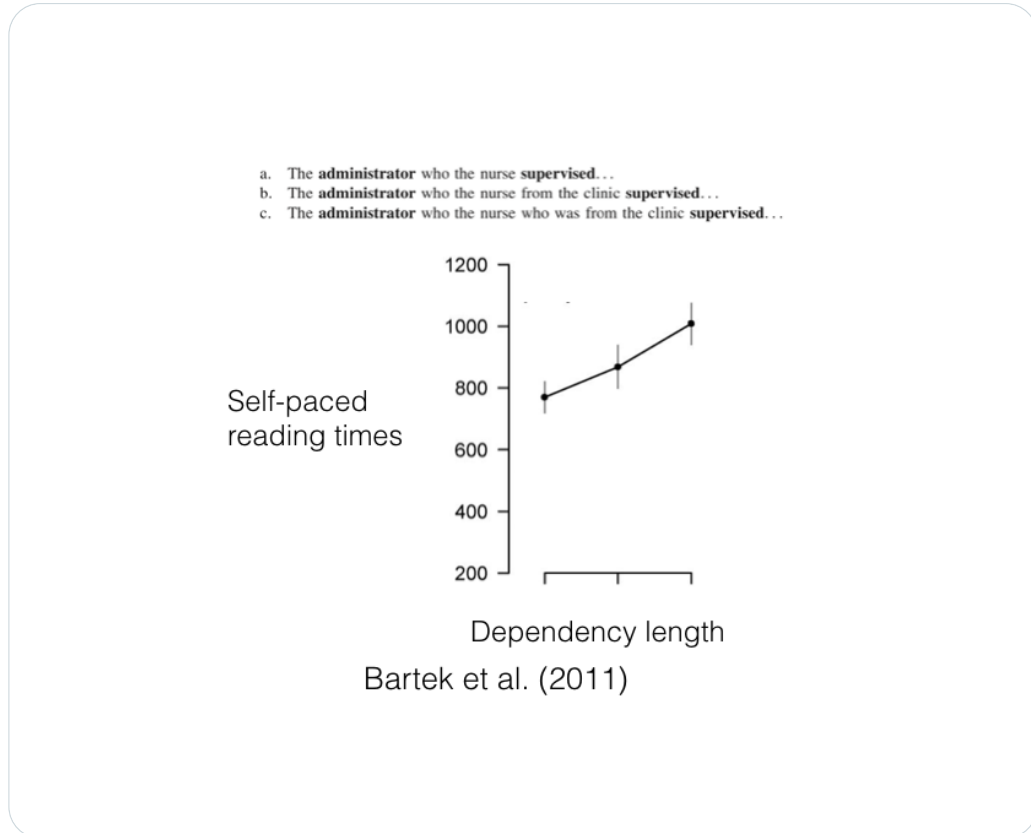 a. The administrator who the nurse supervised...
b. The administrator who the nurse from the clinic supervised...
c. The administrator who the nurse who was from the clinic supervised...
1200
1000
800
600
400
200
Self-paced
reading times
Dependency length
Bartek et al. (2011)